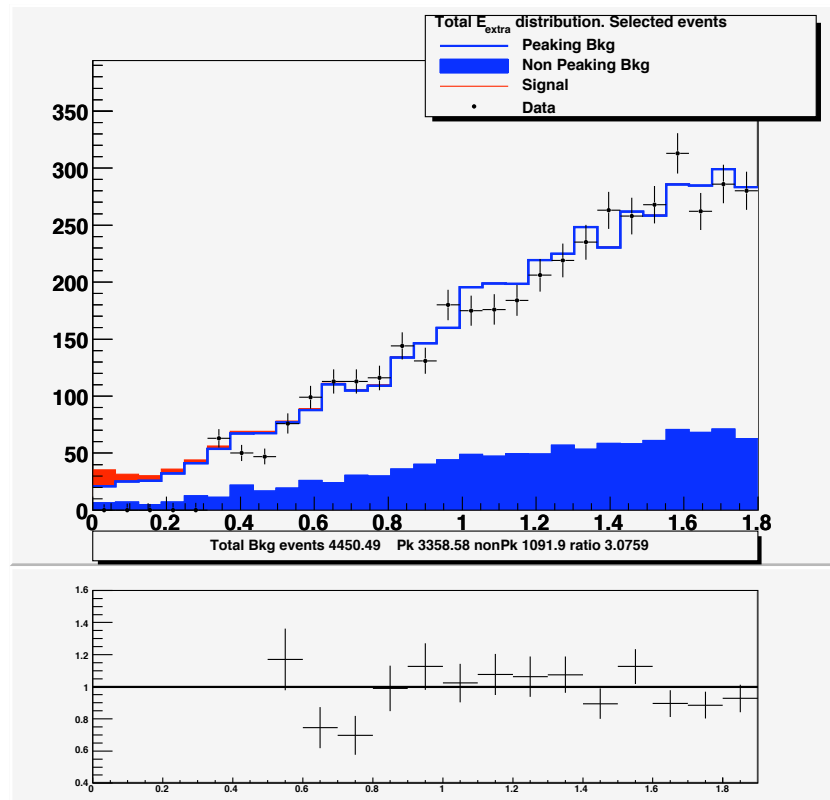 Total E_extra distribution. Selected events
Peaking Bkg
Non Peaking Bkg
Signal
Data
350
300
250
200
150
100
50
0
0 0.2 0.4 0.6 0.8 1 1.2 1.4 1.6 1.8
Total Bkg events 4450.49 Pk 3358.58 nonPk 1091.9 ratio 3.0759
1.6
1.4
1.2
1
0.8
0.6
0.4
0 0.2 0.4 0.6 0.8 1 1.2 1.4 1.6 1.8